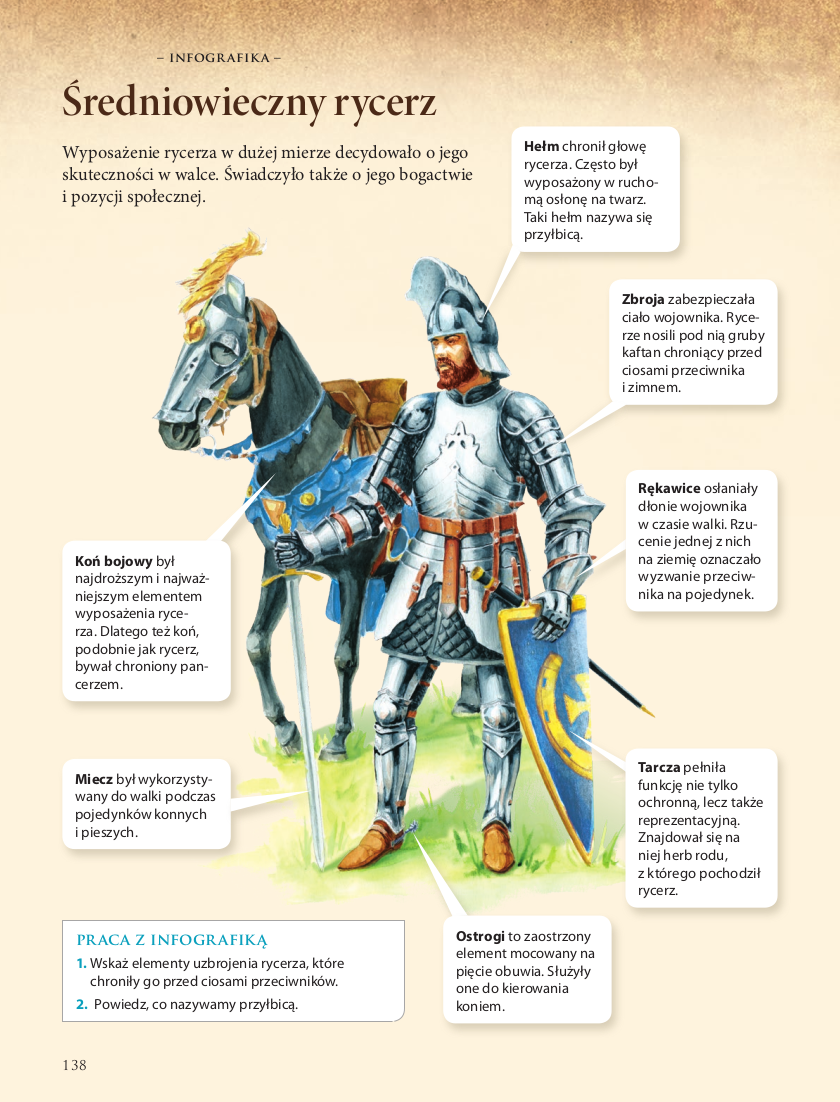 – INFOGRAFIKA –
Średniowieczny rycerz
Wyposażenie rycerza w dużej mierze decydowało o jego
skuteczności w walce. Świadczyło także o jego bogactwie
i pozycji społecznej.
Hełm chronił głowę
rycerza. Często był
wyposażony w rucho-
mą osłonę na twarz.
Taki hełm nazywa się
przyłbicą.
Zbroja zabezpieczała
ciało wojownika. Ryce-
rze nosili pod nią gruby
kaftan chroniący przed
ciosami przeciwnika
i zimnem.
Rękawice osłaniały
dłonie wojownika
w czasie walki. Rzu-
cenie jednej z nich
na ziemię oznaczało
wyzwanie przeciw-
nika na pojedynek.
Koń bojowy był
najdroższym i najważ-
niejszym elementem
wyposażenia ryce-
rza. Dlatego też koń,
podobnie jak rycerz,
bywał chroniony pan-
cerzem.
Miecz był wykorzysty-
wany do walki podczas
pojedynków konnych
i pieszych.
Tarcza pełniła
funkcję nie tylko
ochronną, lecz także
reprezentacyjną.
Znajdował się na
niej herb rodu,
z którego pochodził
rycerz.
Ostrogi to zaostrzony
element mocowany na
pięcie obuwia. Służyły
one do kierowania
koniem.
PRACA Z INFOGRAFIKĄ
1. Wskaż elementy uzbrojenia rycerza, które
chroniły go przed ciosami przeciwników.
2. Powiedz, co nazywamy przyłbicą.
138